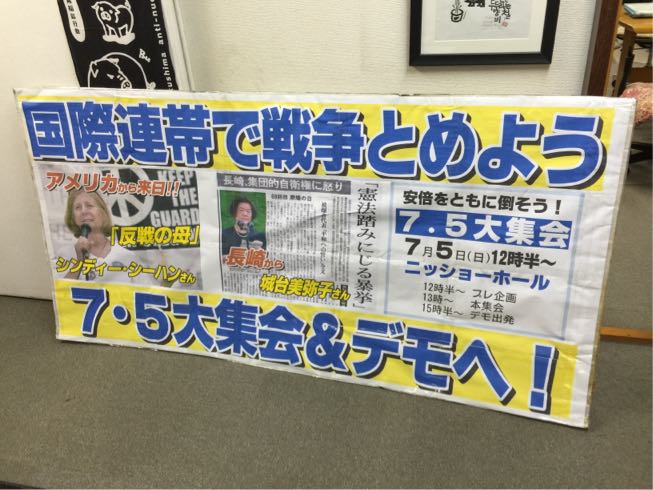 国際連帯で戦争とめよう
アメリカから来日!!
「反戦の母」
シンディー・シーハンさん
KEEP
THE
GUARD
長崎、集団的自衛権に怒り
「憲法踏みにじる暴挙」
長崎から
城台美弥子さん
安倍をともに倒そう!
7.5大集会
7月5日(日)12時半~
ニッショーホール
12時半~ プレ企画
13時~ 本集会
15時半~ デモ出発
7・5大集会&デモへ!